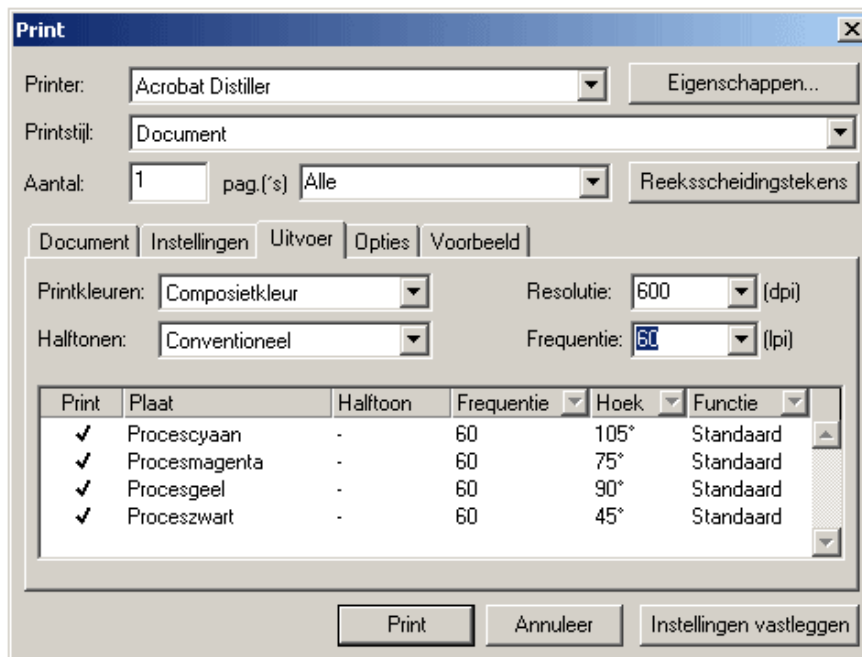 Print
Printer: Acrobat Distiller Eigenschappen...
Printstijl: Document
Aantal: 1 pag.('s) Alle Reeksscheidingstekens
Document Instellingen Uitvoer Opties Voorbeeld
Printkleuren: Composietkleur Resolutie: 600 (dpi)
Halftonen: Conventioneel Frequentie: 60 (lpi)
Print Plaat Halftoon Frequentie Hoek Functie
Procescyaan - 60 105° Standaard
Procesmagenta - 60 75° Standaard
Procesgeel - 60 90° Standaard
Proceszwart - 60 45° Standaard
Print Annuleer Instellingen vastleggen